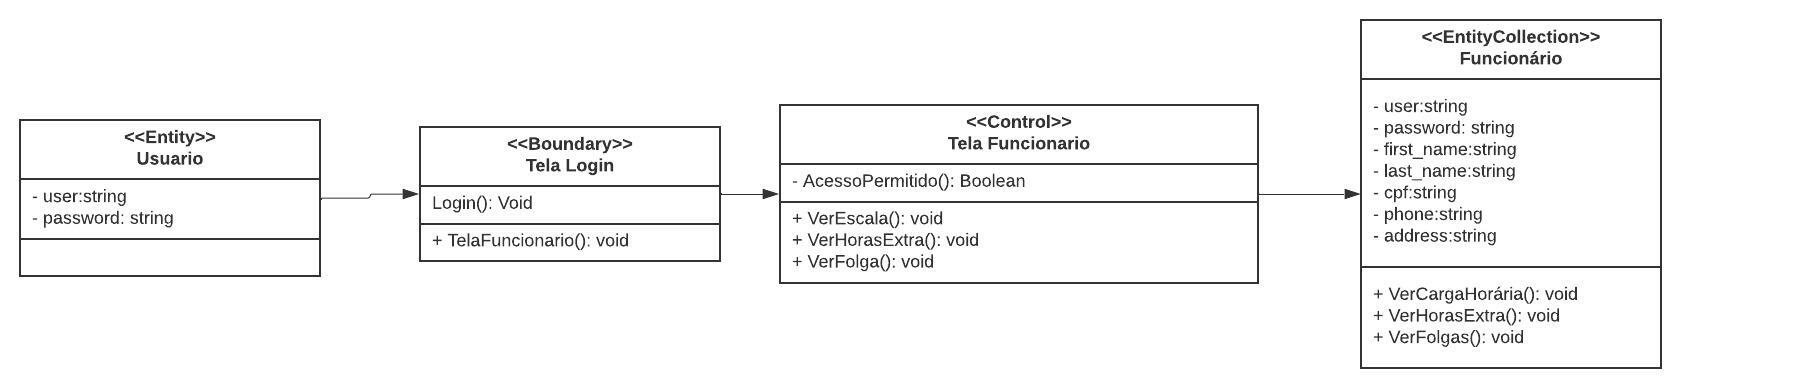 <<Entity>>
Usuario
- user:string
- password: string
<<Boundary>>
Tela Login
Login(): Void
+ TelaFuncionario(): void
<<Control>>
Tela Funcionario
- AcessoPermitido(): Boolean
+ VerEscala(): void
+ VerHorasExtra(): void
+ VerFolga(): void
<<EntityCollection>>
Funcionário
- user:string
- password: string
- first_name:string
- last_name:string
- cpf:string
- phone:string
- address:string
+ VerCargaHorária(): void
+ VerHorasExtra(): void
+ VerFolgas(): void